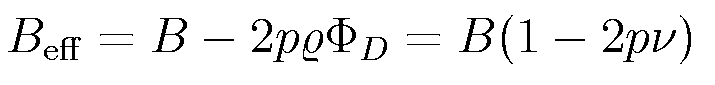 B_eff = B − 2pϱΦ_D = B(1 − 2pν)